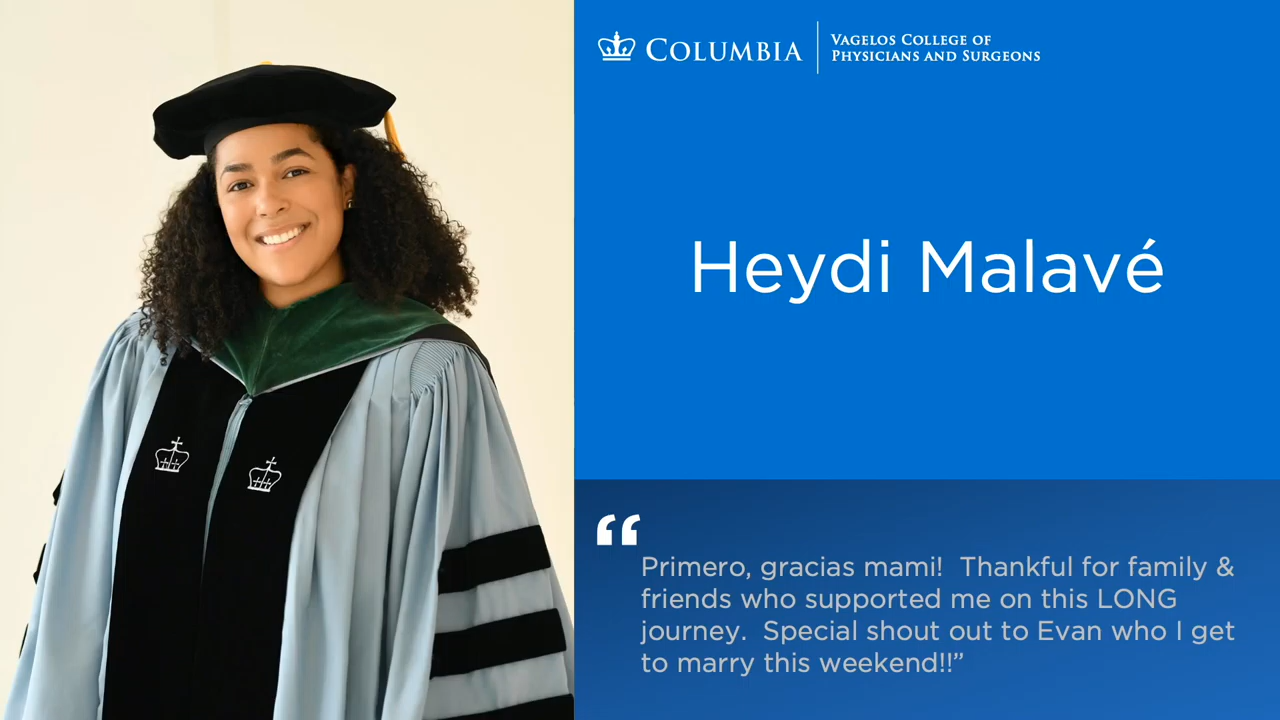 COLUMBIA
VAGELOS COLLEGE OF
PHYSICIANS AND SURGEONS
Heydi Malavé
“
Primero, gracias mami!  Thankful for family &
friends who supported me on this LONG
journey.  Special shout out to Evan who I get
to marry this weekend!!”